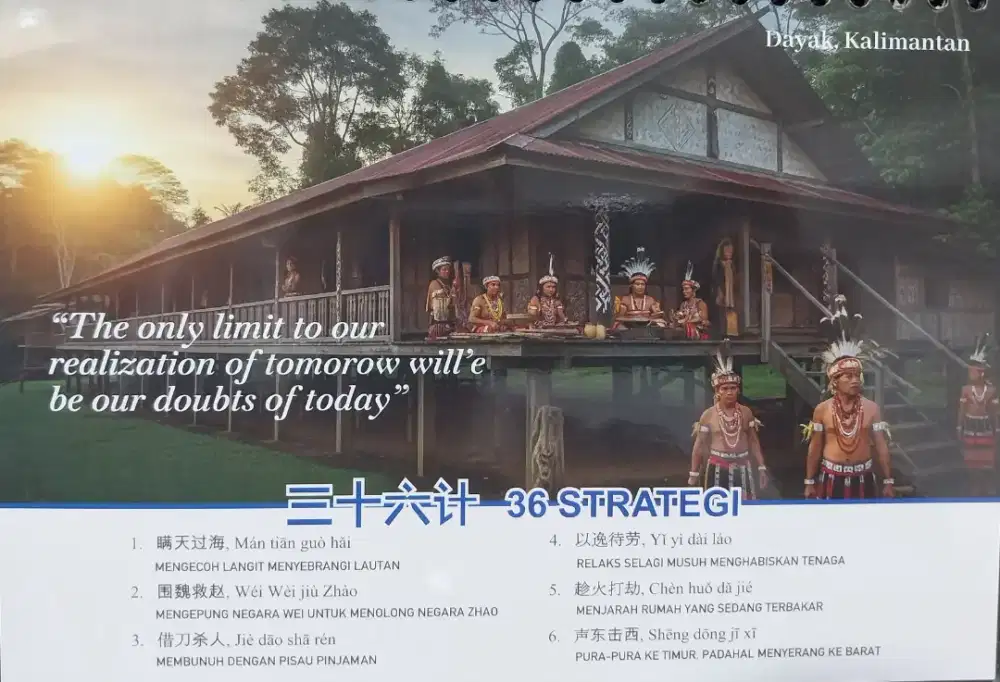 Dayak, Kalimantan
“The only limit to our
realization of tomorow will'e
be our doubts of today”
三十六计 36 STRATEGI
1. 瞒天过海, Mán tiān guò hǎi
MENGECOH LANGIT MENYEBRANGI LAUTAN
2. 围魏救赵, Wéi Wèi jiù Zhào
MENGEPUNG NEGARA WEI UNTUK MENOLONG NEGARA ZHAO
3. 借刀杀人, Jiè dāo shā rén
MEMBUNUH DENGAN PISAU PINJAMAN
4. 以逸待劳, Yǐ yì dài láo
RELAKS SELAGI MUSUH MENGHABISKAN TENAGA
5. 趁火打劫, Chèn huǒ dǎ jié
MENJARAH RUMAH YANG SEDANG TERBAKAR
6. 声东击西, Shēng dōng jī xī
PURA-PURA KE TIMUR, PADAHAL MENYERANG KE BARAT